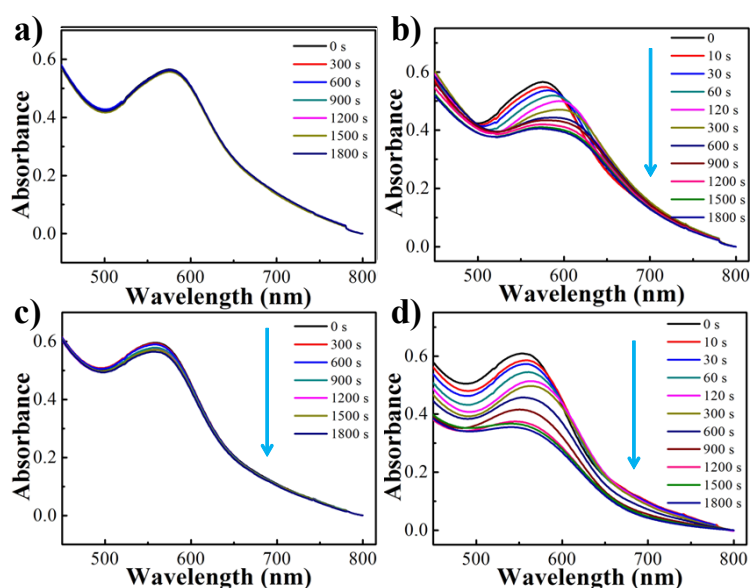 a)
Absorbance
0.6
0.4
0.2
0.0
500
600
700
800
Wavelength (nm)
0 s
300 s
600 s
900 s
1200 s
1500 s
1800 s
b)
Absorbance
0.6
0.4
0.2
0.0
500
600
700
800
Wavelength (nm)
0
10 s
30 s
60 s
120 s
300 s
600 s
900 s
1200 s
1500 s
1800 s
c)
Absorbance
0.6
0.4
0.2
0.0
500
600
700
800
Wavelength (nm)
0 s
300 s
600 s
900 s
1200 s
1500 s
1800 s
d)
Absorbance
0.6
0.4
0.2
0.0
500
600
700
800
Wavelength (nm)
0 s
10 s
30 s
60 s
120 s
300 s
600 s
900 s
1200 s
1500 s
1800 s